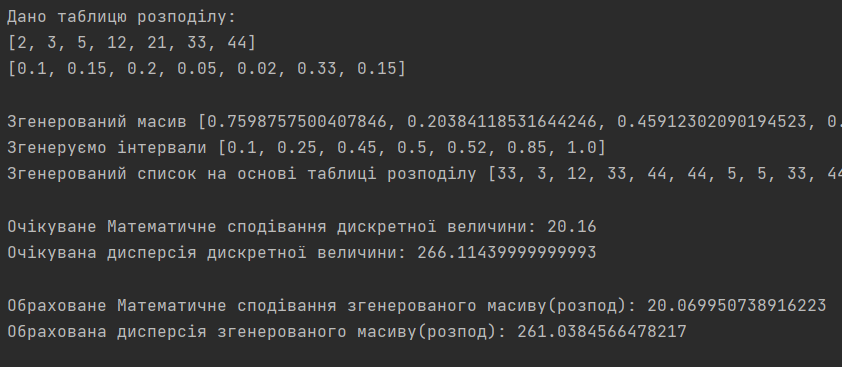 Дано таблицю розподілу:
[2, 3, 5, 12, 21, 33, 44]
[0.1, 0.15, 0.2, 0.05, 0.02, 0.33, 0.15]
Згенерований масив [0.7598757500407846, 0.20384118531644246, 0.45912302090194523, 0.
Згенеруємо інтервали [0.1, 0.25, 0.45, 0.5, 0.52, 0.85, 1.0]
Згенерований список на основі таблиці розподілу [33, 3, 12, 33, 44, 44, 5, 5, 33, 44
Очікуване Математичне сподівання дискретної величини: 20.16
Очікувана дисперсія дискретної величини: 266.11439999999993
Обраховане Математичне сподівання згенерованого масиву(розпод): 20.069950738916223
Обрахована дисперсія згенерованого масиву(розпод): 261.0384566478217